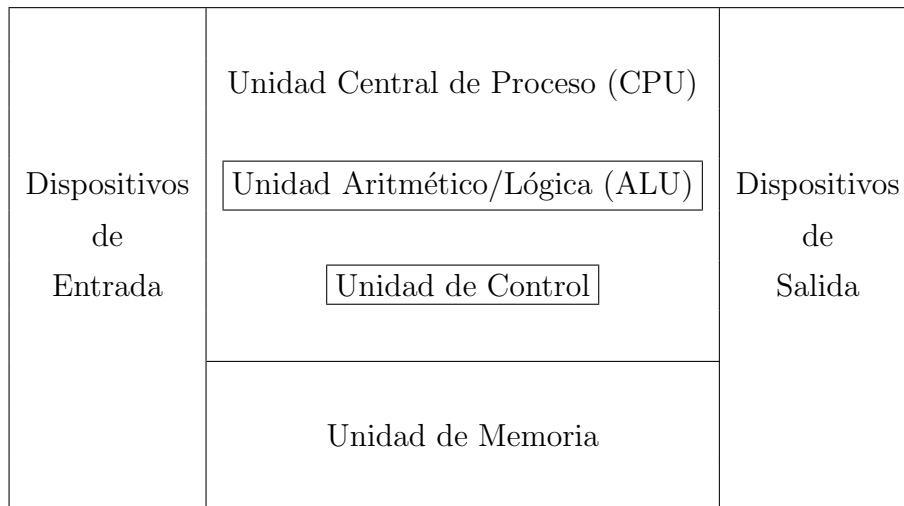 Dispositivos
de
Entrada
Unidad Central de Proceso (CPU)
Unidad Aritmético/Lógica (ALU)
Unidad de Control
Unidad de Memoria
Dispositivos
de
Salida